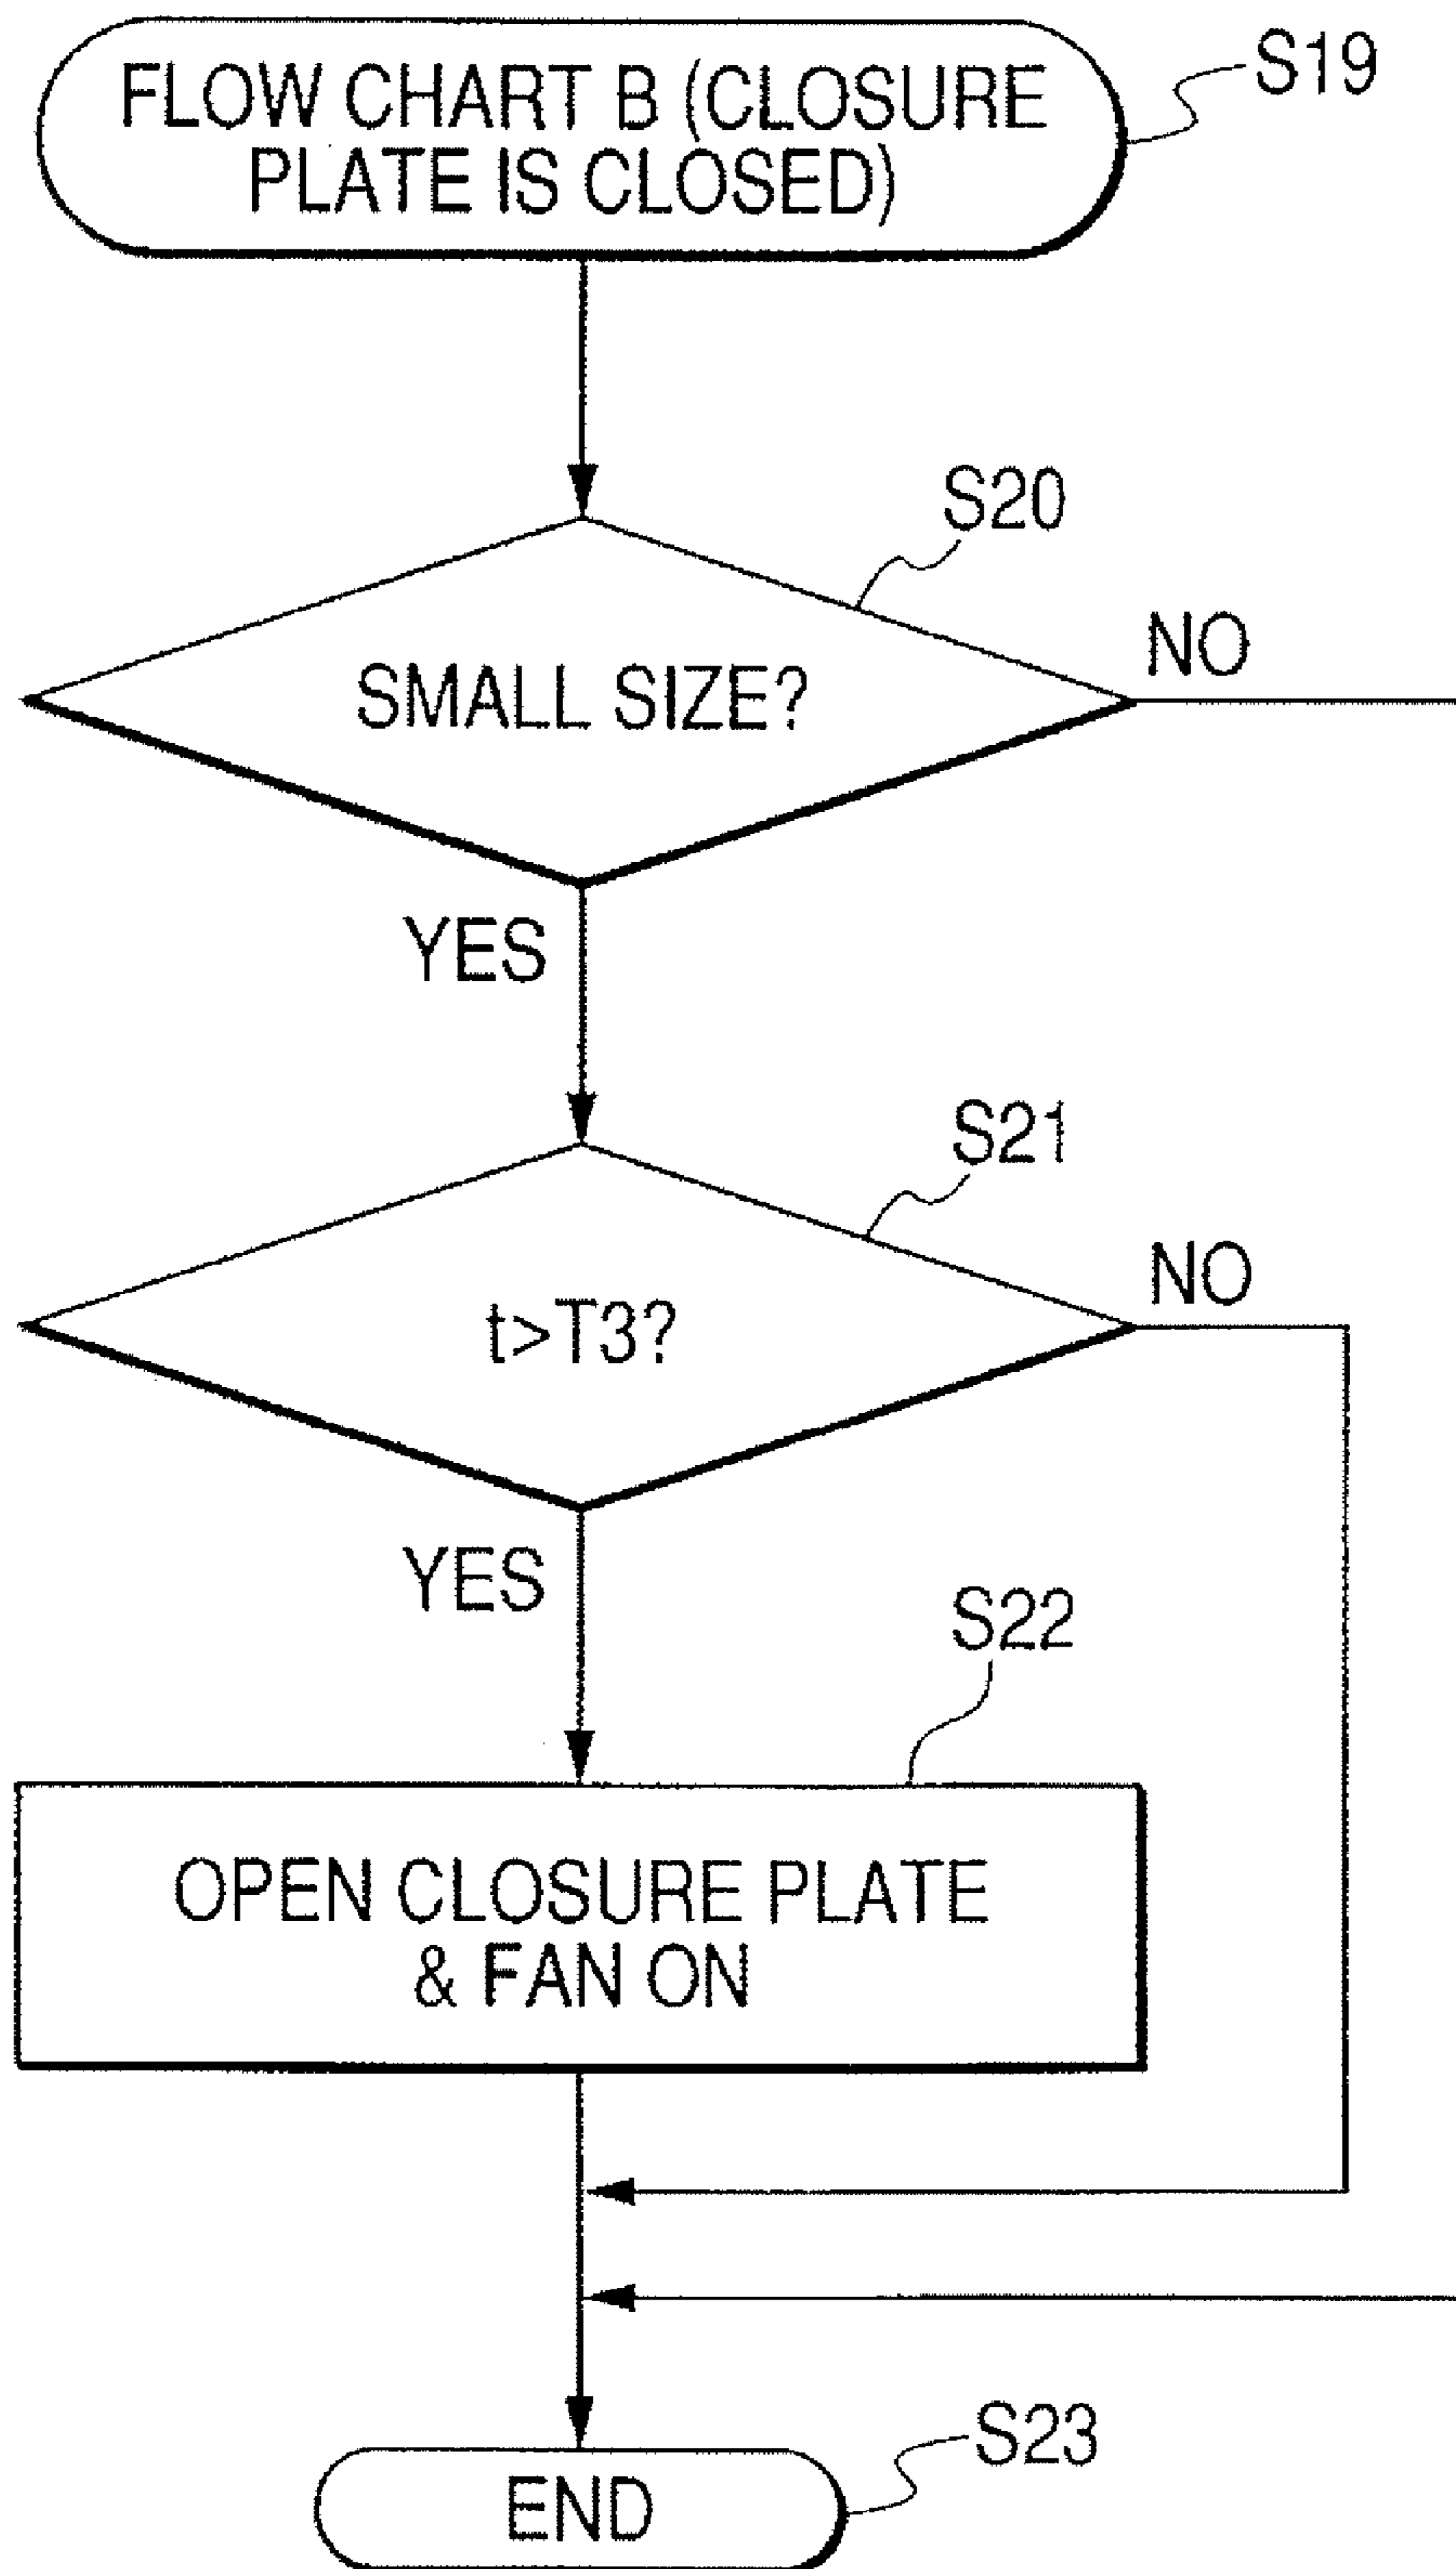 FLOW CHART B (CLOSURE
PLATE IS CLOSED)
S19
S20
SMALL SIZE?
NO
YES
S21
t>T3?
NO
YES
S22
OPEN CLOSURE PLATE
& FAN ON
S23
END